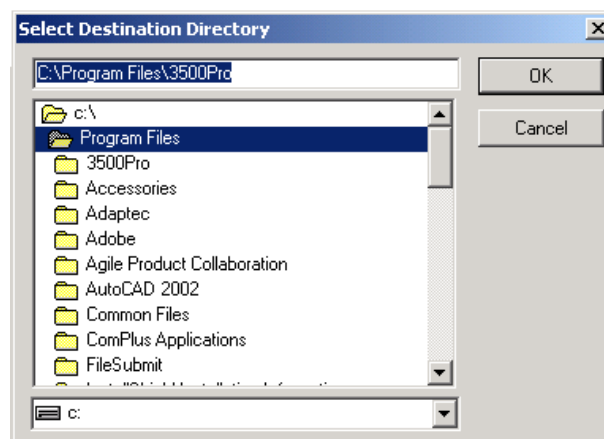 Select Destination Directory
C:\Program Files\3500Pro
OK
Cancel
c:\
Program Files
3500Pro
Accessories
Adaptec
Adobe
Agile Product Collaboration
AutoCAD 2002
Common Files
ComPlus Applications
FileSubmit
c: